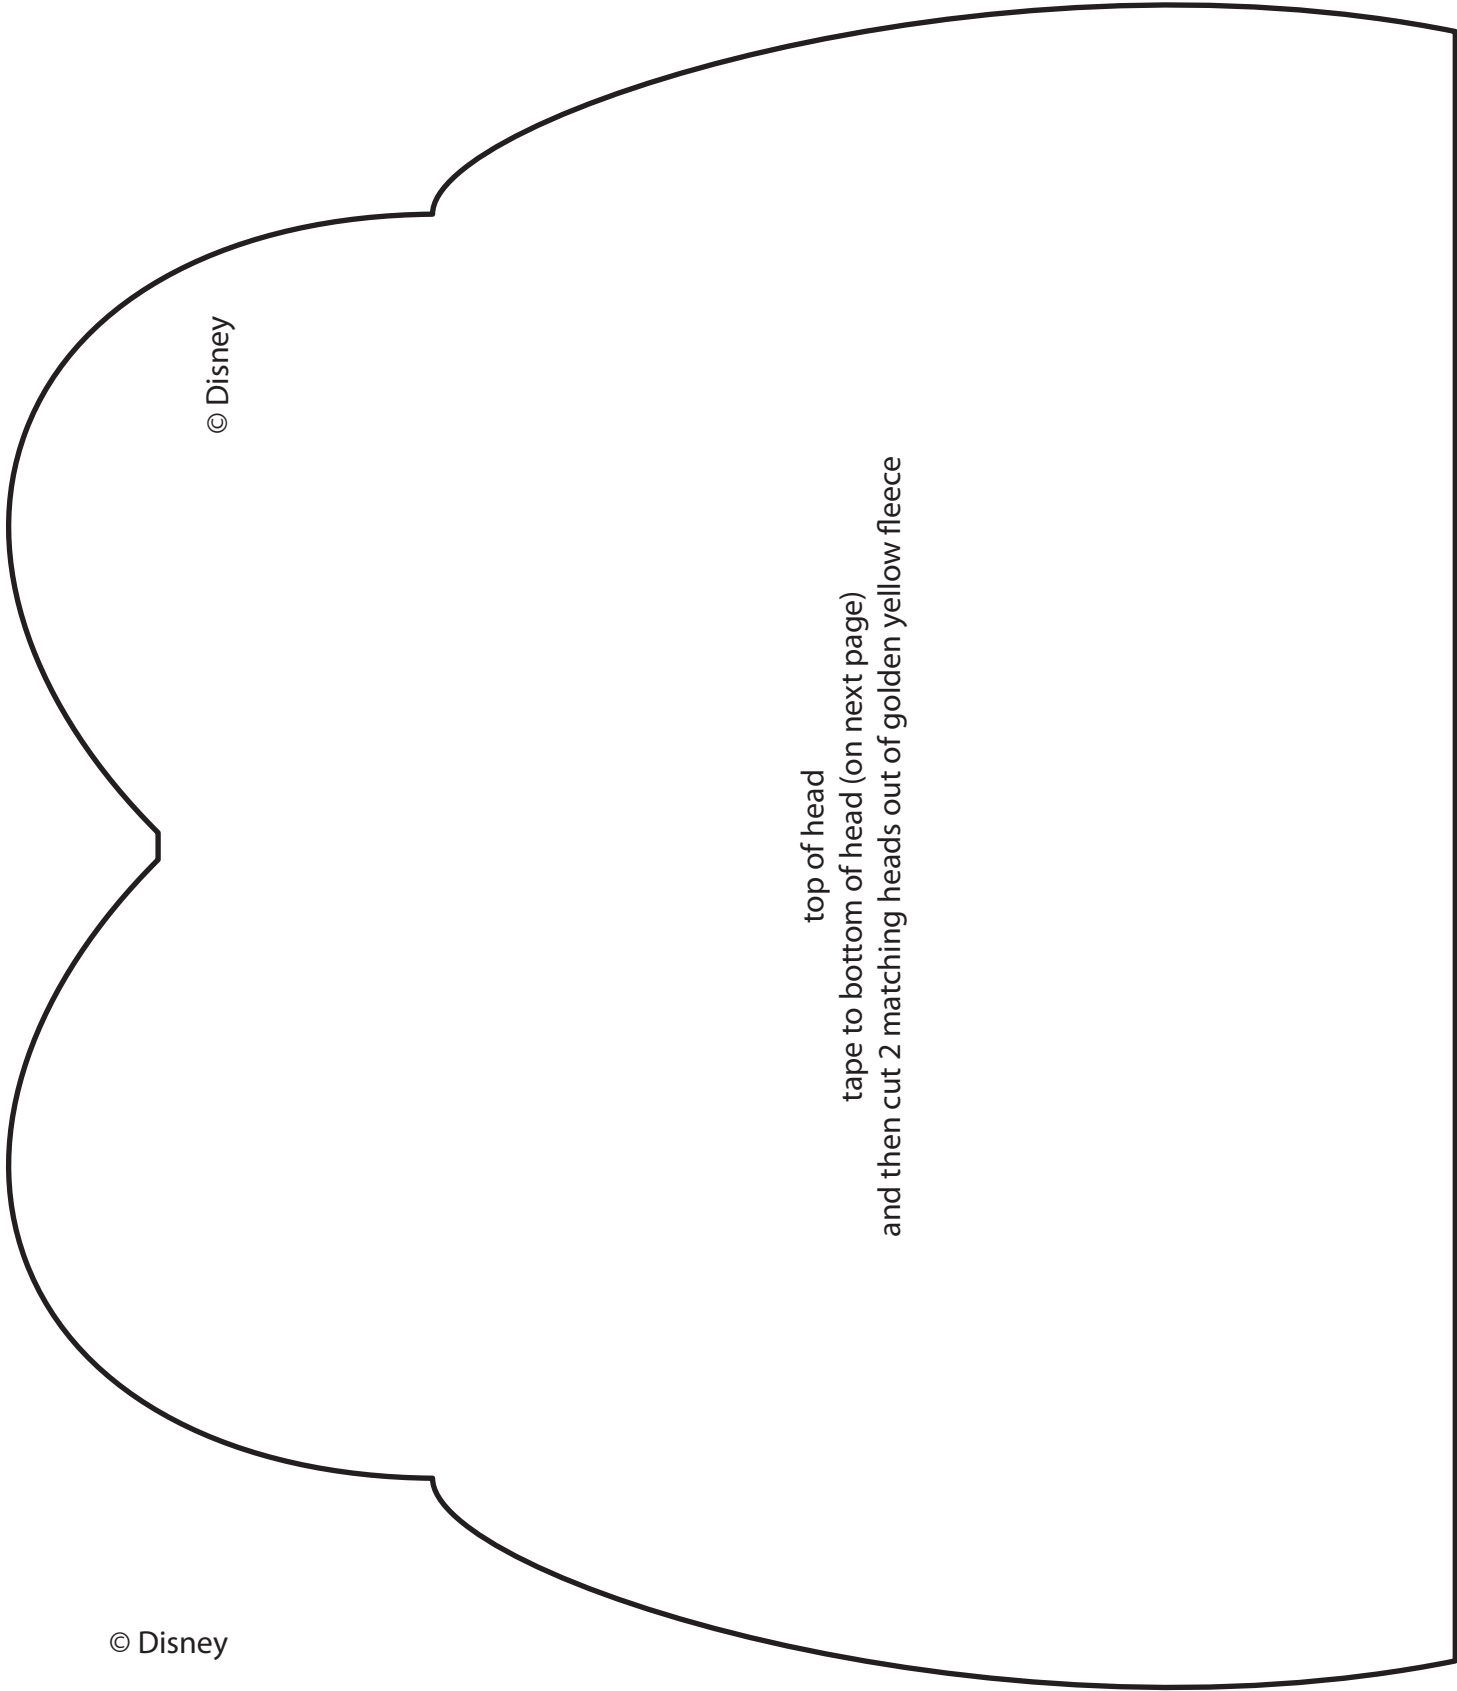 © Disney
top of head
tape to bottom of head (on next page)
and then cut 2 matching heads out of golden yellow fleece
© Disney